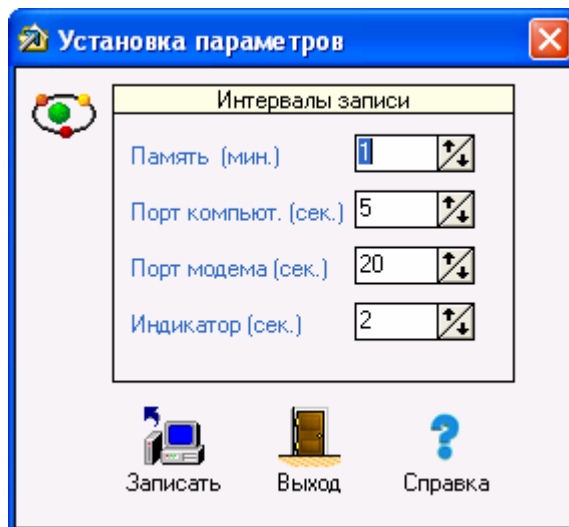 Установка параметров
Интервалы записи
Память (мин.) 1
Порт компьют. (сек.) 5
Порт модема (сек.) 20
Индикатор (сек.) 2
Записать Выход Справка